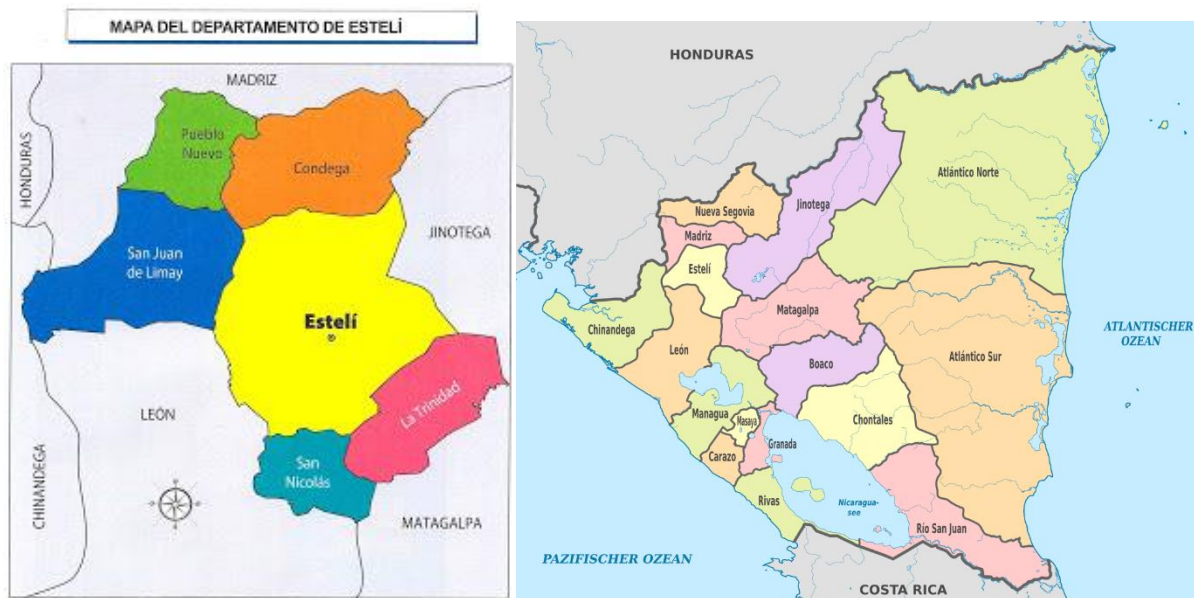 MAPA DEL DEPARTAMENTO DE ESTELÍ
MADRIZ
HONDURAS
Pueblo
Nuevo
Condega
JINOTEGA
San Juan
de Limay
Estelí
LEÓN
La Trinidad
San
Nicolás
CHINANDEGA
MATAGALPA
HONDURAS
Atlántico Norte
Jinotega
Nueva Segovia
Madriz
Estelí
Chinandega
Matagalpa
León
ATLANTISCHER
OZEAN
Boaco
Atlántico Sur
Managua
Masaya
Chontales
Granada
Carazo
Rivas
Nicaragua-
see
Río San Juan
PAZIFISCHER OZEAN
COSTA RICA